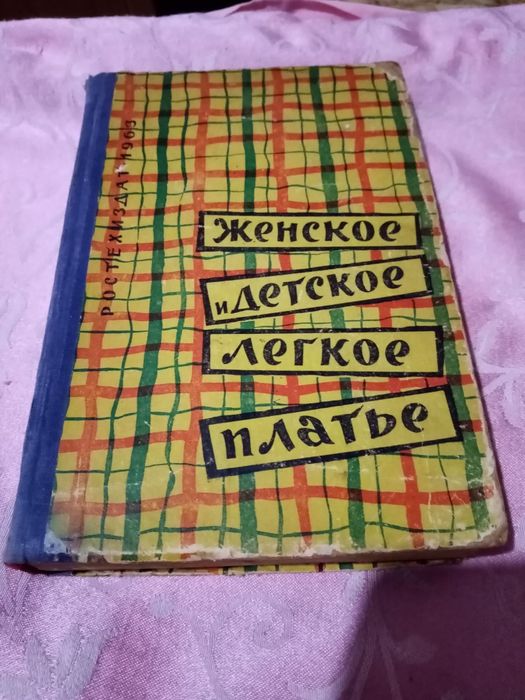 РОСТЕХИЗДАТ-1963
ЖЕНСКОЕ
и ДЕТСКОЕ
ЛЕГКОЕ
ПЛАТЬЕ